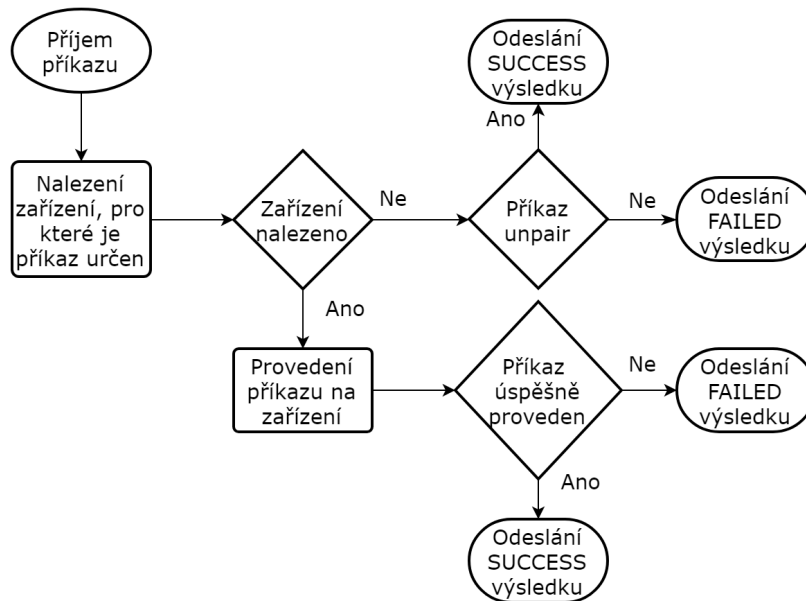 Příjem
příkazu
Odeslání
SUCCESS
výsledku
Ano
Nalezení
zařízení, pro
které je
příkaz určen
Zařízení
nalezeno
Ne
Příkaz
unpair
Ne
Odeslání
FAILED
výsledku
Ano
Provedení
příkazu na
zařízení
Příkaz
úspěšně
proveden
Ne
Odeslání
FAILED
výsledku
Ano
Odeslání
SUCCESS
výsledku